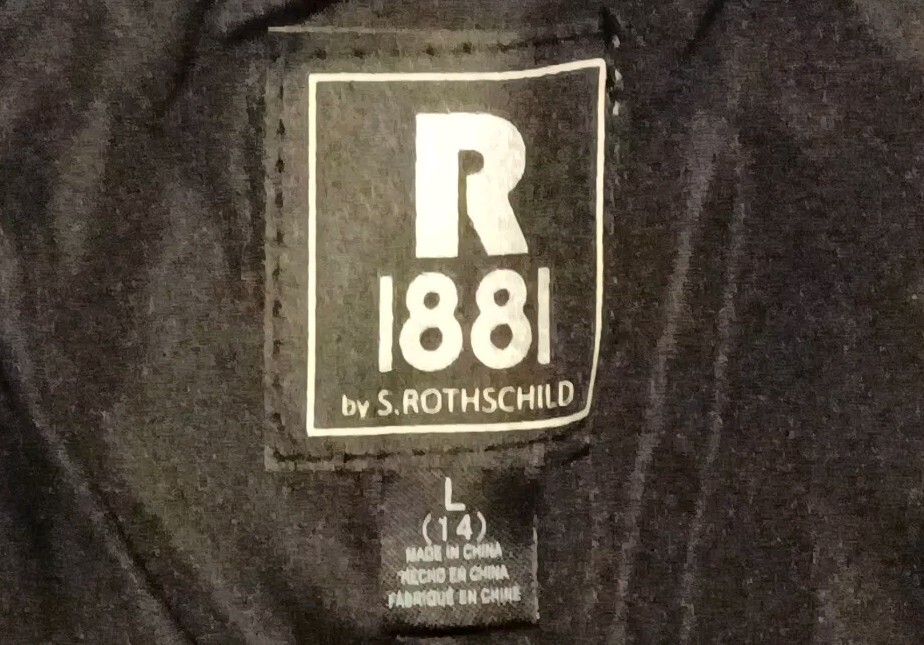 R
1881
by S.ROTHSCHILD
L
(14)
MADE IN CHINA
HECHO EN CHINA
FABRIQUÉ EN CHINE